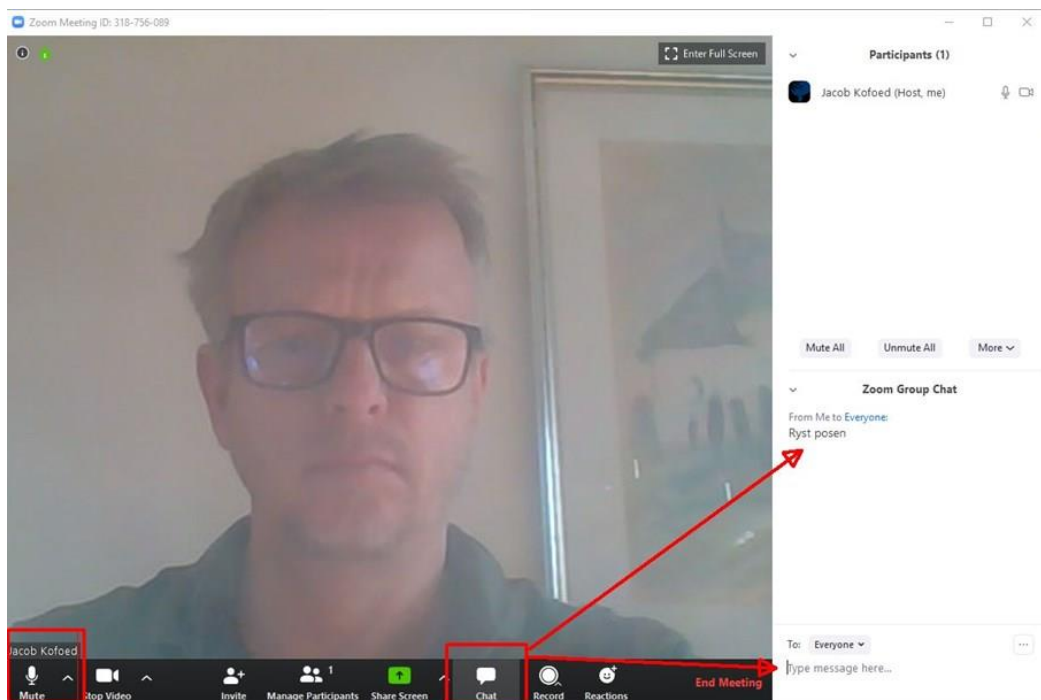 Zoom Meeting ID: 318-756-089
Enter Full Screen
Participants (1)
Jacob Kofoed (Host, me)
Mute All Unmute All More
Zoom Group Chat
From Me to Everyone:
Ryst posen
To: Everyone
Type message here...
Jacob Kofoed
1
Mute Stop Video Invite Manage Participants Share Screen Chat Record Reactions End Meeting